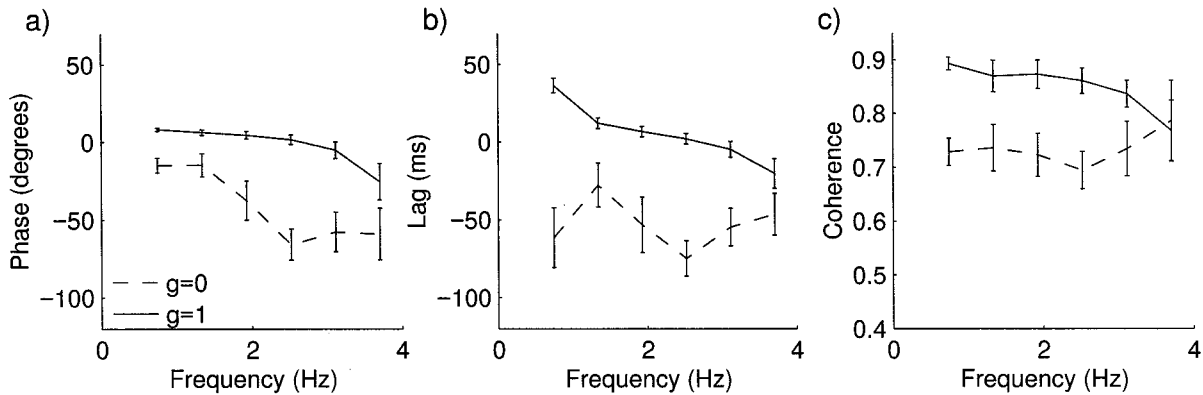 a)
Phase (degrees)
50
0
−50
−100
g=0
g=1
0
2
4
Frequency (Hz)
b)
Lag (ms)
50
0
−50
−100
0
2
4
Frequency (Hz)
c)
Coherence
0.9
0.8
0.7
0.6
0.5
0.4
0
2
4
Frequency (Hz)